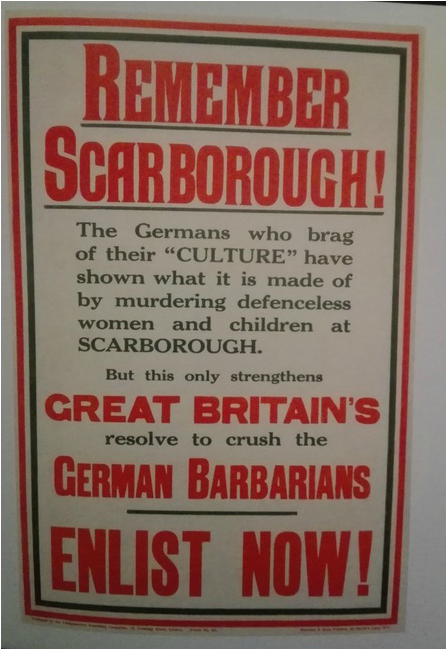 REMEMBER
SCARBOROUGH!
The Germans who brag
of their “CULTURE” have
shown what it is made of
by murdering defenceless
women and children at
SCARBOROUGH.
But this only strengthens
GREAT BRITAIN'S
resolve to crush the
GERMAN BARBARIANS
ENLIST NOW!